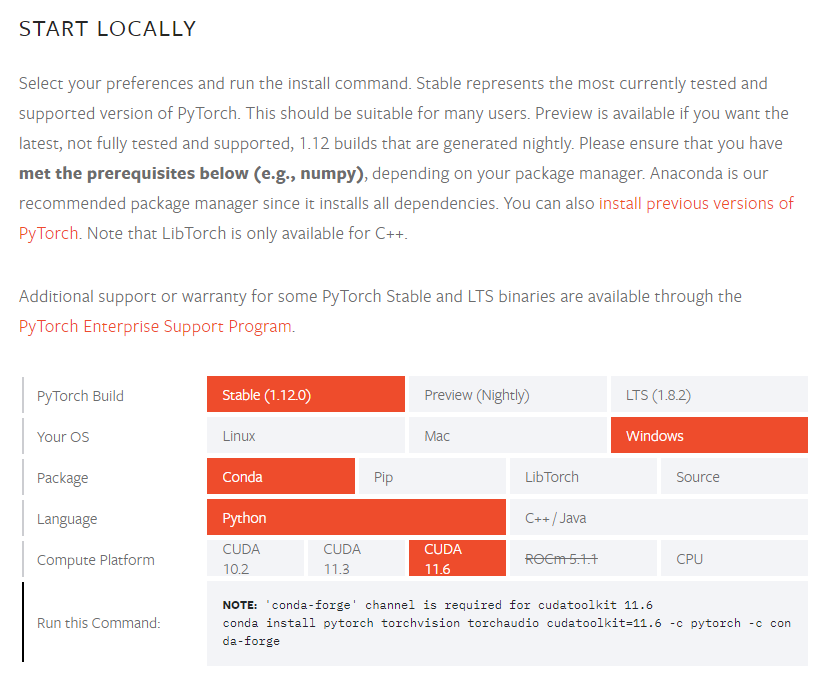 START LOCALLY
Select your preferences and run the install command. Stable represents the most currently tested and
supported version of PyTorch. This should be suitable for many users. Preview is available if you want the
latest, not fully tested and supported, 1.12 builds that are generated nightly. Please ensure that you have
met the prerequisites below (e.g., numpy), depending on your package manager. Anaconda is our
recommended package manager since it installs all dependencies. You can also install previous versions of
PyTorch. Note that LibTorch is only available for C++.
Additional support or warranty for some PyTorch Stable and LTS binaries are available through the
PyTorch Enterprise Support Program.
PyTorch Build Stable (1.12.0) Preview (Nightly) LTS (1.8.2)
Your OS Linux Mac Windows
Package Conda Pip LibTorch Source
Language Python C++ / Java
Compute Platform CUDA 10.2 CUDA 11.3 CUDA 11.6 ROCm 5.1.1 CPU
Run this Command:
NOTE: 'conda-forge' channel is required for cudatoolkit 11.6
conda install pytorch torchvision torchaudio cudatoolkit=11.6 -c pytorch -c con
da-forge